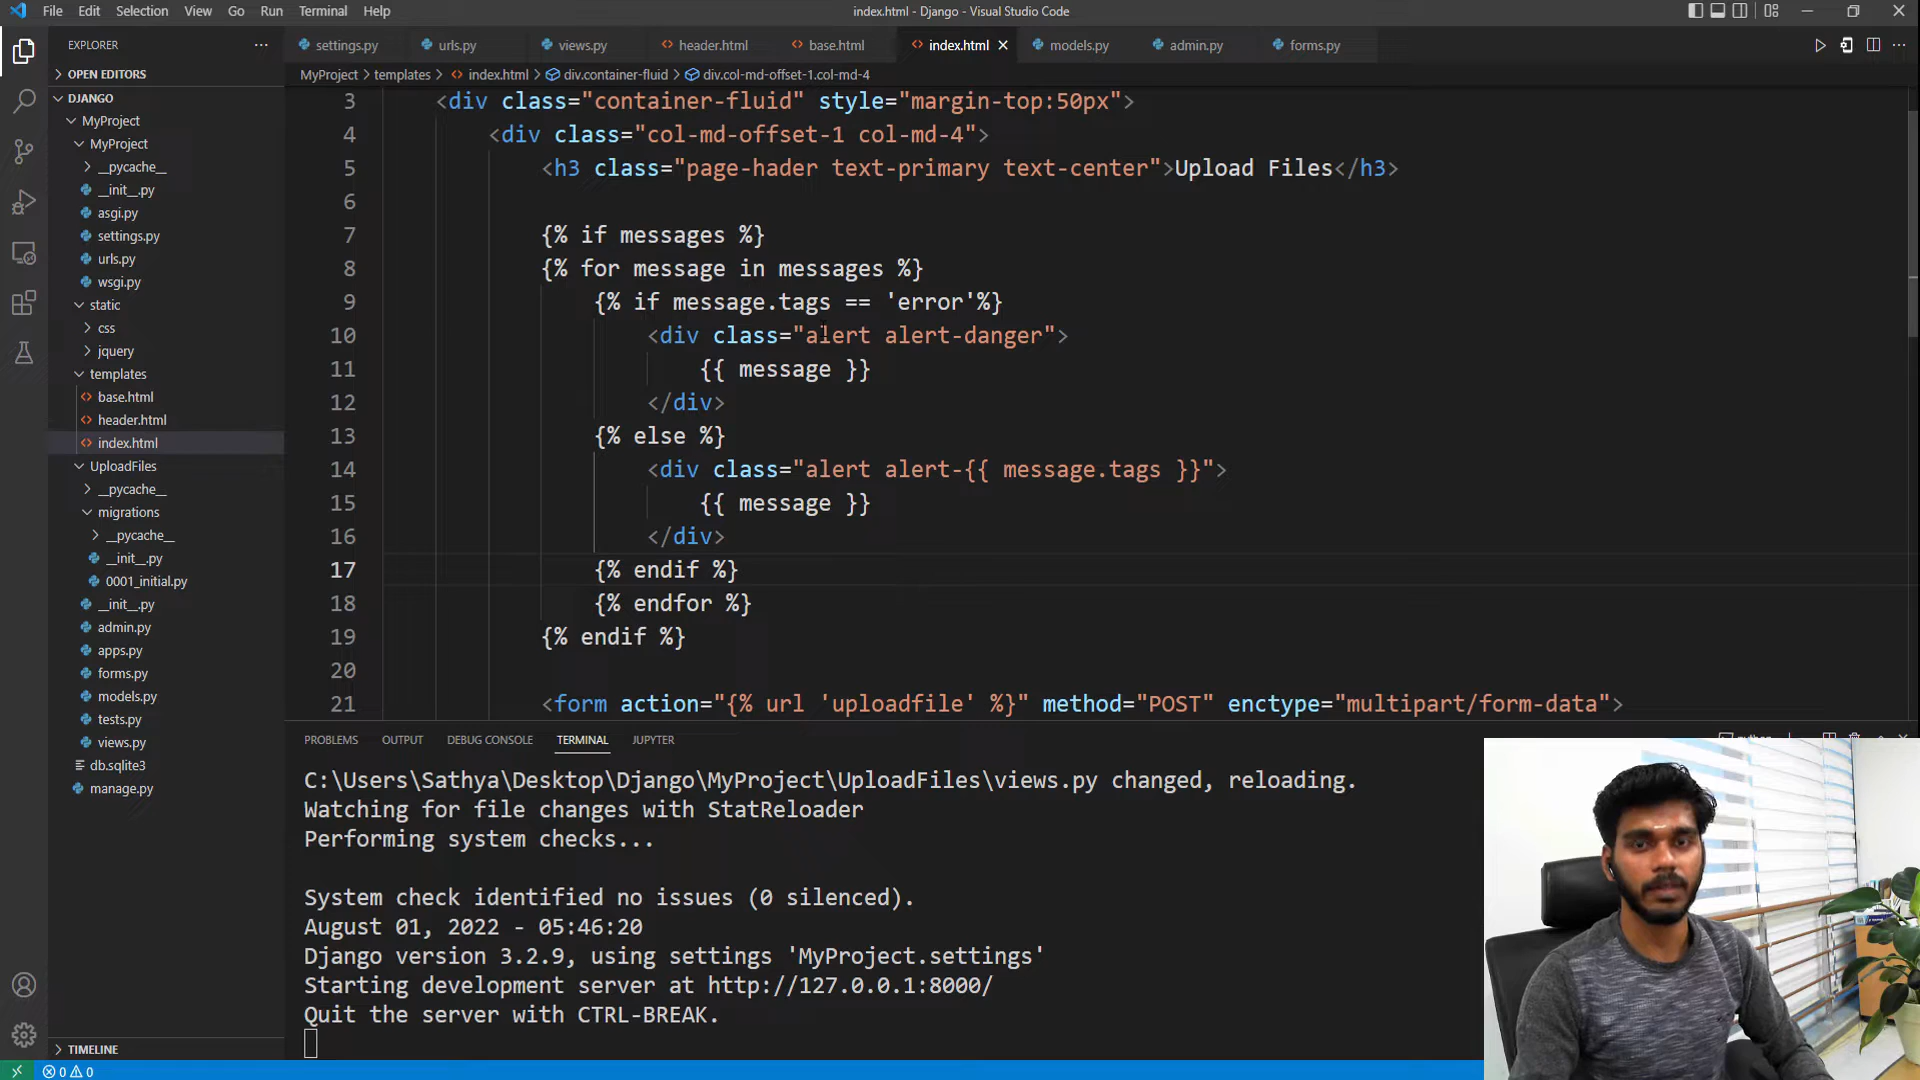 File Edit Selection View Go Run Terminal Help
index.html - Django - Visual Studio Code
EXPLORER
settings.py urls.py views.py header.html base.html index.html models.py admin.py forms.py
OPEN EDITORS
DJANGO
MyProject
MyProject
__pycache__
__init__.py
asgi.py
settings.py
urls.py
wsgi.py
static
css
jquery
templates
base.html
header.html
index.html
UploadFiles
__pycache__
migrations
__pycache__
__init__.py
0001_initial.py
__init__.py
admin.py
apps.py
forms.py
models.py
tests.py
views.py
db.sqlite3
manage.py
TIMELINE
MyProject > templates > index.html > div.container-fluid > div.col-md-offset-1.col-md-4
3 <div class="container-fluid" style="margin-top:50px">
4 <div class="col-md-offset-1 col-md-4">
5 <h3 class="page-hader text-primary text-center">Upload Files</h3>
6
7 {% if messages %}
8 {% for message in messages %}
9 {% if message.tags == 'error'%}
10 <div class="alert alert-danger">
11 {{ message }}
12 </div>
13 {% else %}
14 <div class="alert alert-{{ message.tags }}">
15 {{ message }}
16 </div>
17 {% endif %}
18 {% endfor %}
19 {% endif %}
20
21 <form action="{% url 'uploadfile' %}" method="POST" enctype="multipart/form-data">
PROBLEMS OUTPUT DEBUG CONSOLE TERMINAL JUPYTER
C:\Users\Sathya\Desktop\Django\MyProject\UploadFiles\views.py changed, reloading.
Watching for file changes with StatReloader
Performing system checks...
System check identified no issues (0 silenced).
August 01, 2022 - 05:46:20
Django version 3.2.9, using settings 'MyProject.settings'
Starting development server at http://127.0.0.1:8000/
Quit the server with CTRL-BREAK.
0 0